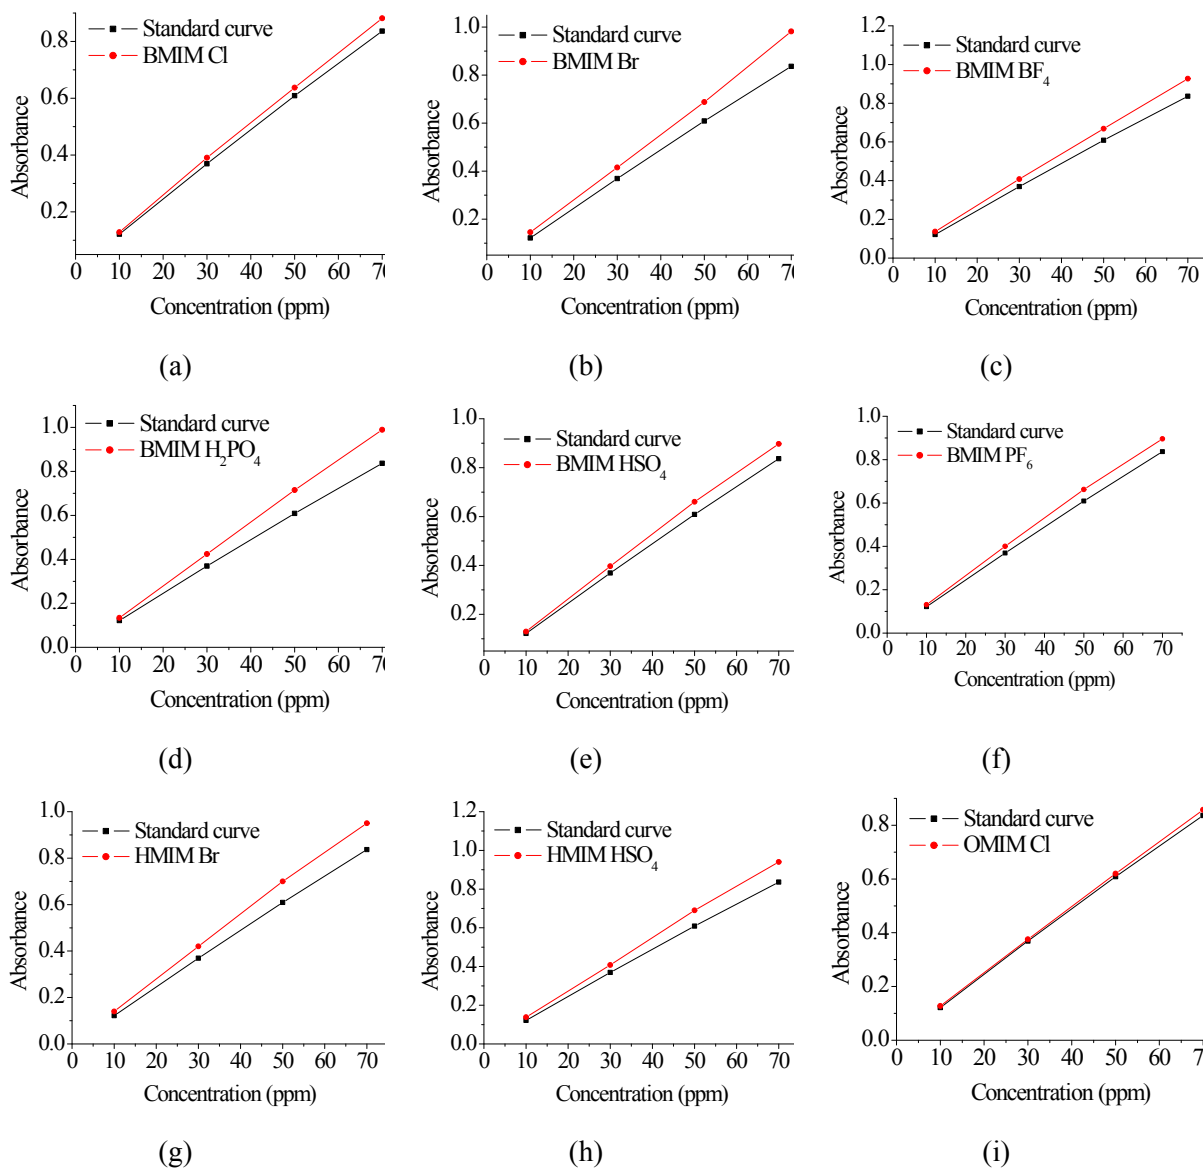 Standard curve
BMIM Cl
0.8
0.6
0.4
0.2
Absorbance
0 10 20 30 40 50 60 70
Concentration (ppm)
(a)
Standard curve
BMIM Br
1.0
0.8
0.6
0.4
0.2
Absorbance
0 10 20 30 40 50 60 70
Concentration (ppm)
(b)
Standard curve
BMIM BF₄
1.2
1.0
0.8
0.6
0.4
0.2
0.0
Absorbance
0 10 20 30 40 50 60 70
Concentration (ppm)
(c)
Standard curve
BMIM H₂PO₄
1.0
0.8
0.6
0.4
0.2
0.0
Absorbance
0 10 20 30 40 50 60 70
Concentration (ppm)
(d)
Standard curve
BMIM HSO₄
1.0
0.8
0.6
0.4
0.2
Absorbance
0 10 20 30 40 50 60 70
Concentration (ppm)
(e)
Standard curve
BMIM PF₆
1.0
0.8
0.6
0.4
0.2
0.0
Absorbance
0 10 20 30 40 50 60 70
Concentration (ppm)
(f)
Standard curve
HMIM Br
1.0
0.8
0.6
0.4
0.2
0.0
Absorbance
0 10 20 30 40 50 60 70
Concentration (ppm)
(g)
Standard curve
HMIM HSO₄
1.2
1.0
0.8
0.6
0.4
0.2
0.0
Absorbance
0 10 20 30 40 50 60 70
Concentration (ppm)
(h)
Standard curve
OMIM Cl
0.8
0.6
0.4
0.2
0.0
Absorbance
0 10 20 30 40 50 60 7
Concentration (ppm)
(i)